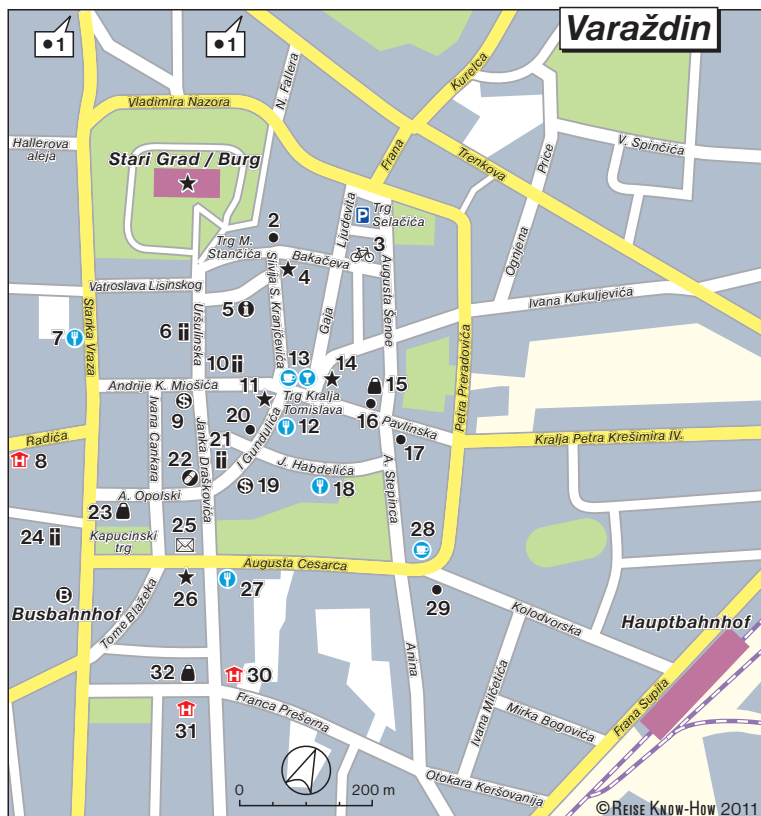 1
1
Varaždin
Kurelca
N. Fallera
Vladimira Nazora
Hallerova
aleja
Stari Grad / Burg
Frana
Trenkova
Price
V. Spinčića
Ljudevita
P
Trg
Selačića
2
3
Trg M.
Stančića
Bakačeva
4
Ognjena
Vatroslava Lisinskog
Silvija S. Kranjčevića
Augusta Šenoe
Ivana Kukuljevića
Stanka Vraza
Uršulinska
5
Gaja
6
7
10
13
14
15
Petra Preradovića
Andrije K. Miošića
11
Trg Kralja
Tomislava
9
16
Ivana Cankara
Janka Draškovića
20
12
Pavlinska
17
Radića
Kralja Petra Krešimira IV.
8
21
I Gundulića
22
J. Habdelića
A. Stepinca
19
18
A. Opolski
23
25
24
Kapucinski
trg
28
Augusta Cesarca
B
Busbahnhof
26
27
29
Tome Blažeka
Kolodvorska
Hauptbahnhof
Anina
32
30
31
Franca Prešerna
Ivana Milčetića
Mirka Bogovića
Frana Supila
Otokara Keršovanija
0 200 m
© REISE KNOW-HOW 2011